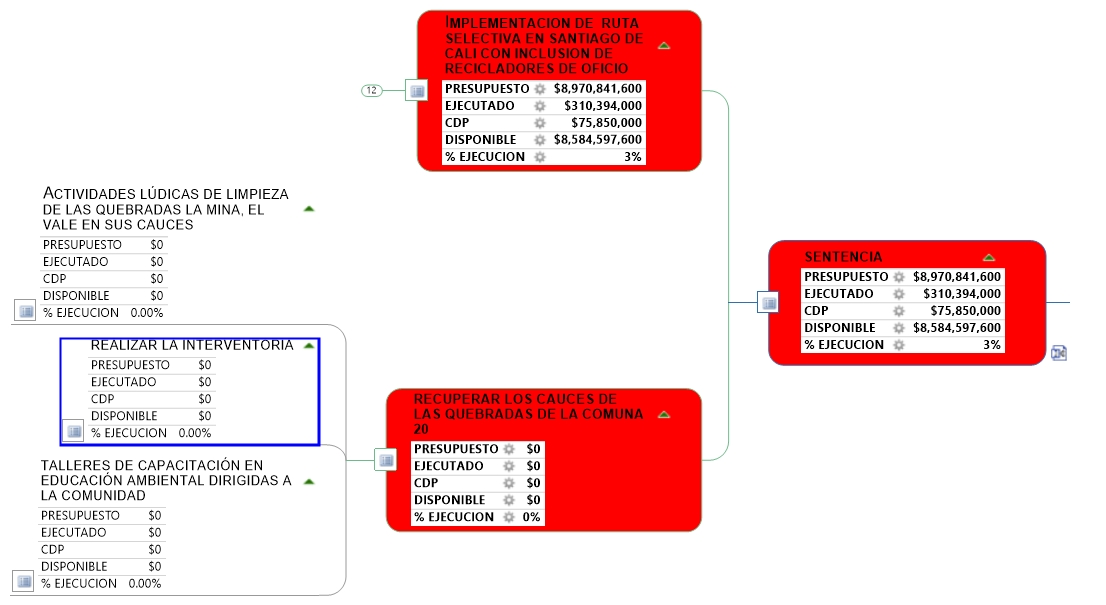 IMPLEMENTACION DE RUTA
SELECTIVA EN SANTIAGO DE
CALI CON INCLUSION DE
RECICLADORES DE OFICIO
PRESUPUESTO $8,970,841,600
EJECUTADO $310,394,000
CDP $75,850,000
DISPONIBLE $8,584,597,600
% EJECUCION 3%
12
ACTIVIDADES LÚDICAS DE LIMPIEZA
DE LAS QUEBRADAS LA MINA, EL
VALE EN SUS CAUCES
PRESUPUESTO $0
EJECUTADO $0
CDP $0
DISPONIBLE $0
% EJECUCION 0.00%
SENTENCIA
PRESUPUESTO $8,970,841,600
EJECUTADO $310,394,000
CDP $75,850,000
DISPONIBLE $8,584,597,600
% EJECUCION 3%
REALIZAR LA INTERVENTORIA
PRESUPUESTO $0
EJECUTADO $0
CDP $0
DISPONIBLE $0
% EJECUCION 0.00%
RECUPERAR LOS CAUCES DE
LAS QUEBRADAS DE LA COMUNA
20
PRESUPUESTO $0
EJECUTADO $0
CDP $0
DISPONIBLE $0
% EJECUCION 0%
TALLERES DE CAPACITACIÓN EN
EDUCACIÓN AMBIENTAL DIRIGIDAS A
LA COMUNIDAD
PRESUPUESTO $0
EJECUTADO $0
CDP $0
DISPONIBLE $0
% EJECUCION 0.00%